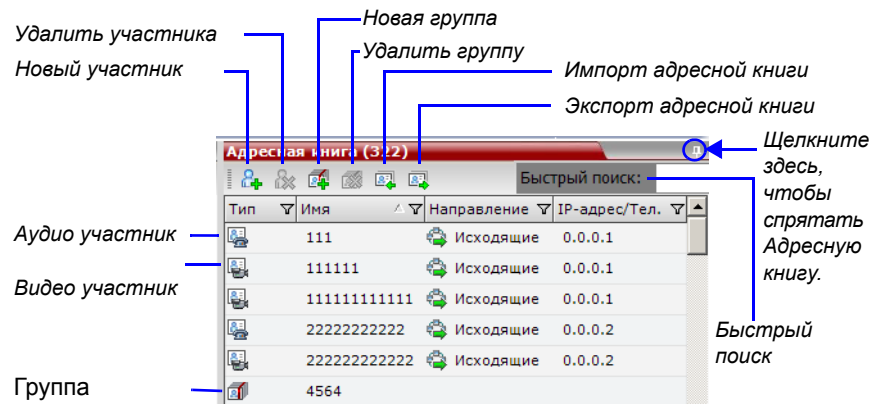 Новая группа
Удалить участника
Удалить группу
Новый участник
Импорт адресной книги
Экспорт адресной книги
Щелкните
здесь,
чтобы
спрятать
Адресную
книгу.
Адресная книга (322)
Быстрый поиск:
Тип Имя Направление IP-адрес/Тел.
Аудио участник
111 Исходящие 0.0.0.1
Видео участник
111111 Исходящие 0.0.0.1
111111111111 Исходящие 0.0.0.1
22222222222 Исходящие 0.0.0.2
Быстрый
поиск
222222222222 Исходящие 0.0.0.2
Группа
4564